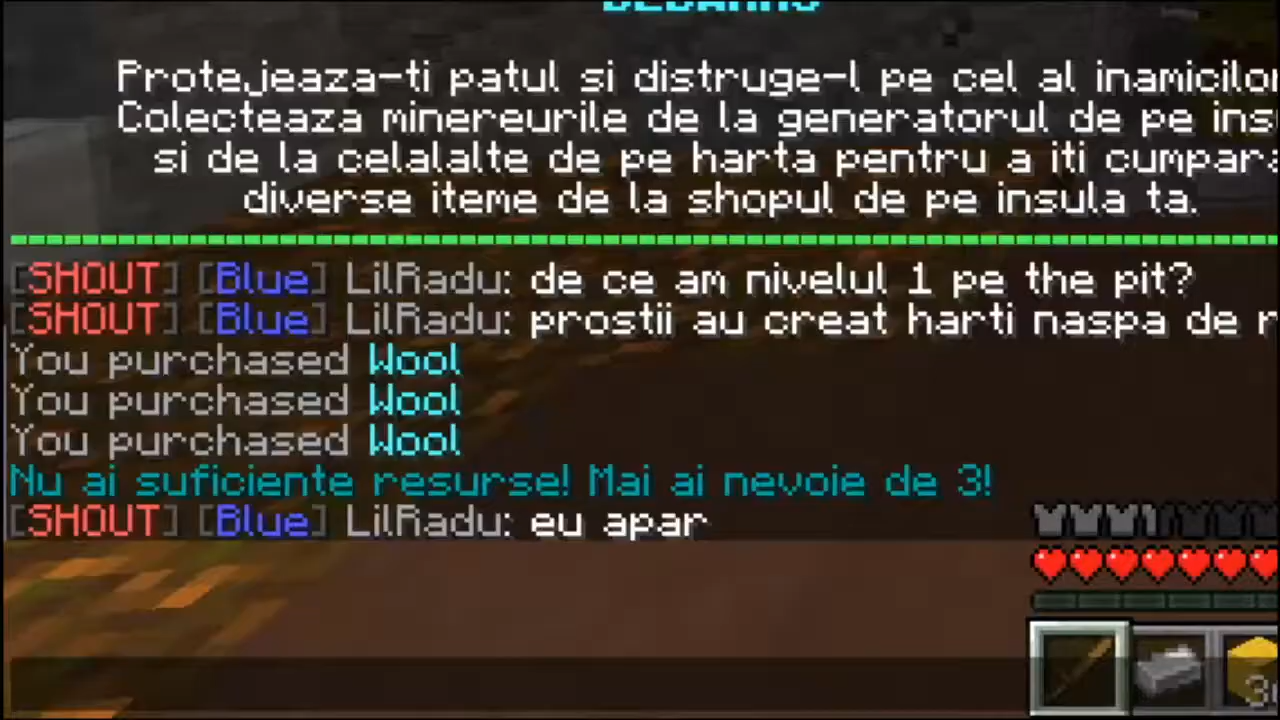 Protejeaza-ti patul si distruge-l pe cel al
Colecteaza minereurile de la generatorul de pe
si de la celalalte de pe harta pentru a iti
diverse iteme de la shopul de pe insula ta.
[SHOUT] [Blue] LilRadu: de ce am nivelul 1 pe the pit?
[SHOUT] [Blue] LilRadu: prostii au creat harti naspa de
You purchased Wool
You purchased Wool
You purchased Wool
Nu ai suficiente resurse! Mai ai nevoie de 3!
[SHOUT] [Blue] LilRadu: eu apar